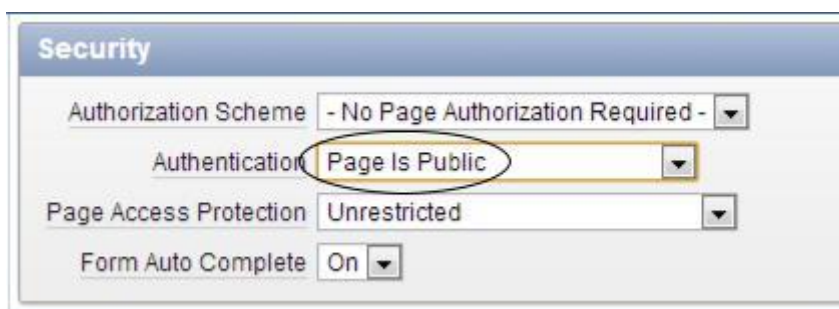 Security
Authorization Scheme - No Page Authorization Required -
Authentication Page Is Public
Page Access Protection Unrestricted
Form Auto Complete On